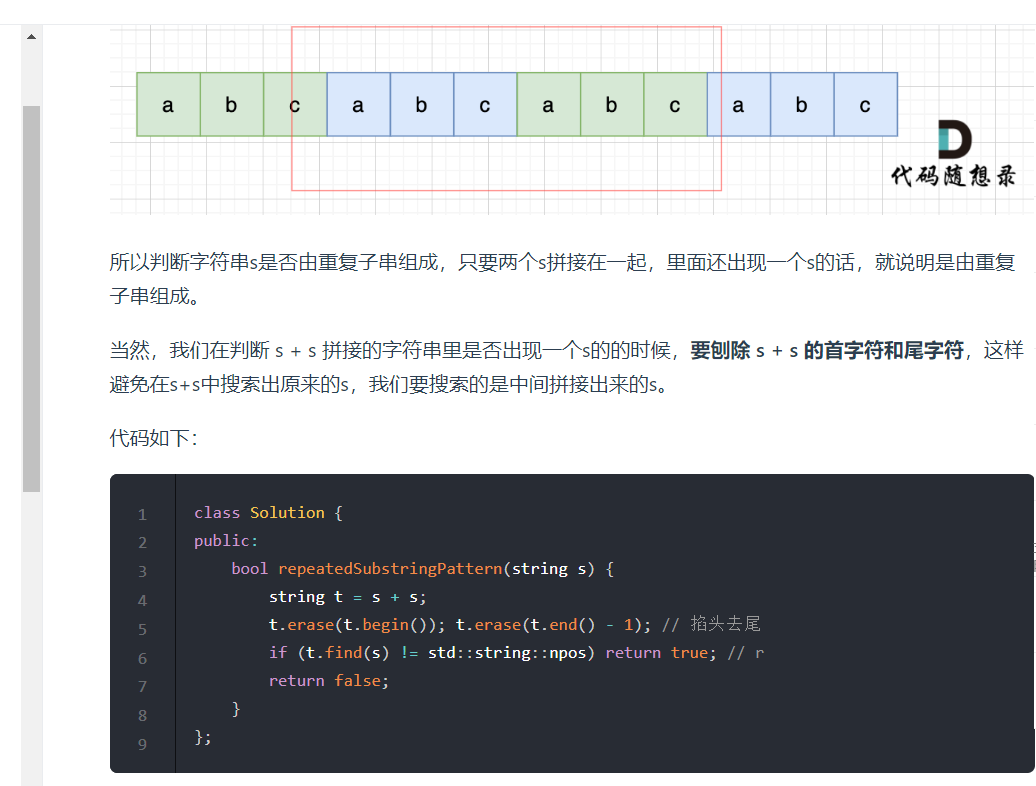 a b c a b c a b c a b c
代码随想录
所以判断字符串s是否由重复子串组成，只要两个s拼接在一起，里面还出现一个s的话，就说明是由重复
子串组成。
当然，我们在判断 s + s 拼接的字符串里是否出现一个s的的时候，要刨除 s + s 的首字符和尾字符，这样
避免在s+s中搜索出原来的s，我们要搜索的是中间拼接出来的s。
代码如下：
1 class Solution {
2 public:
3     bool repeatedSubstringPattern(string s) {
4         string t = s + s;
5         t.erase(t.begin()); t.erase(t.end() - 1); // 掐头去尾
6         if (t.find(s) != std::string::npos) return true; // r
7         return false;
8     }
9 };